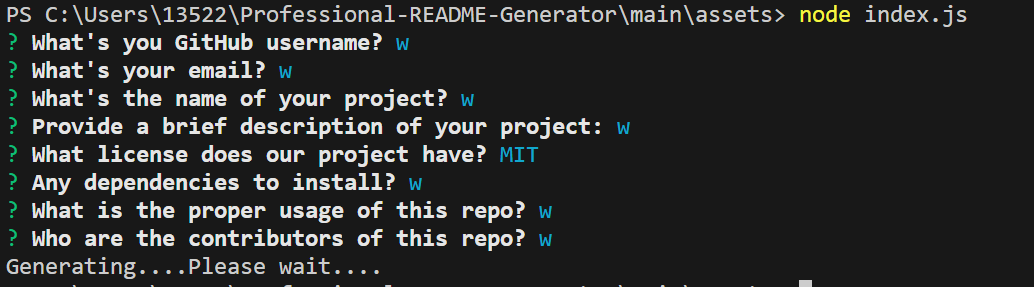 PS C:\Users\13522\Professional-README-Generator\main\assets> node index.js
? What's you GitHub username? w
? What's your email? w
? What's the name of your project? w
? Provide a brief description of your project: w
? What license does our project have? MIT
? Any dependencies to install? w
? What is the proper usage of this repo? w
? Who are the contributors of this repo? w
Generating....Please wait....